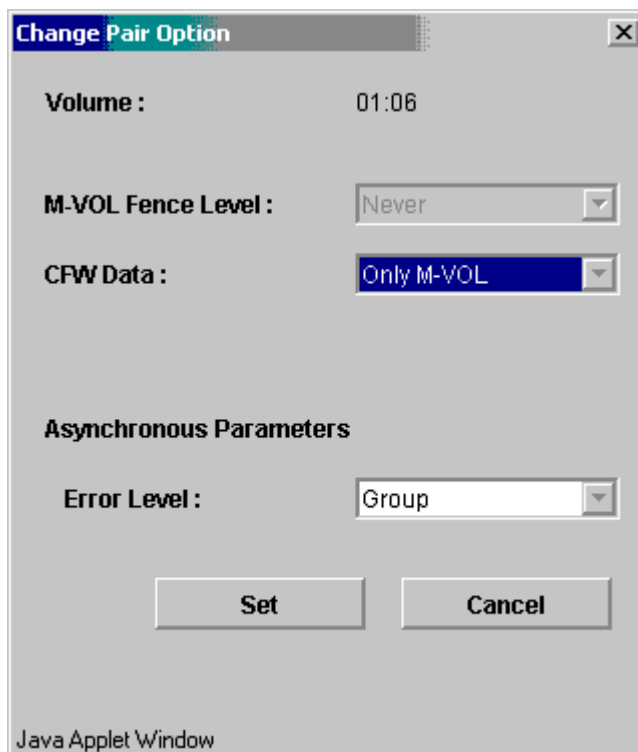 Change Pair Option
Volume : 01:06
M-VOL Fence Level : Never
CFW Data : Only M-VOL
Asynchronous Parameters
Error Level : Group
Set Cancel
Java Applet Window